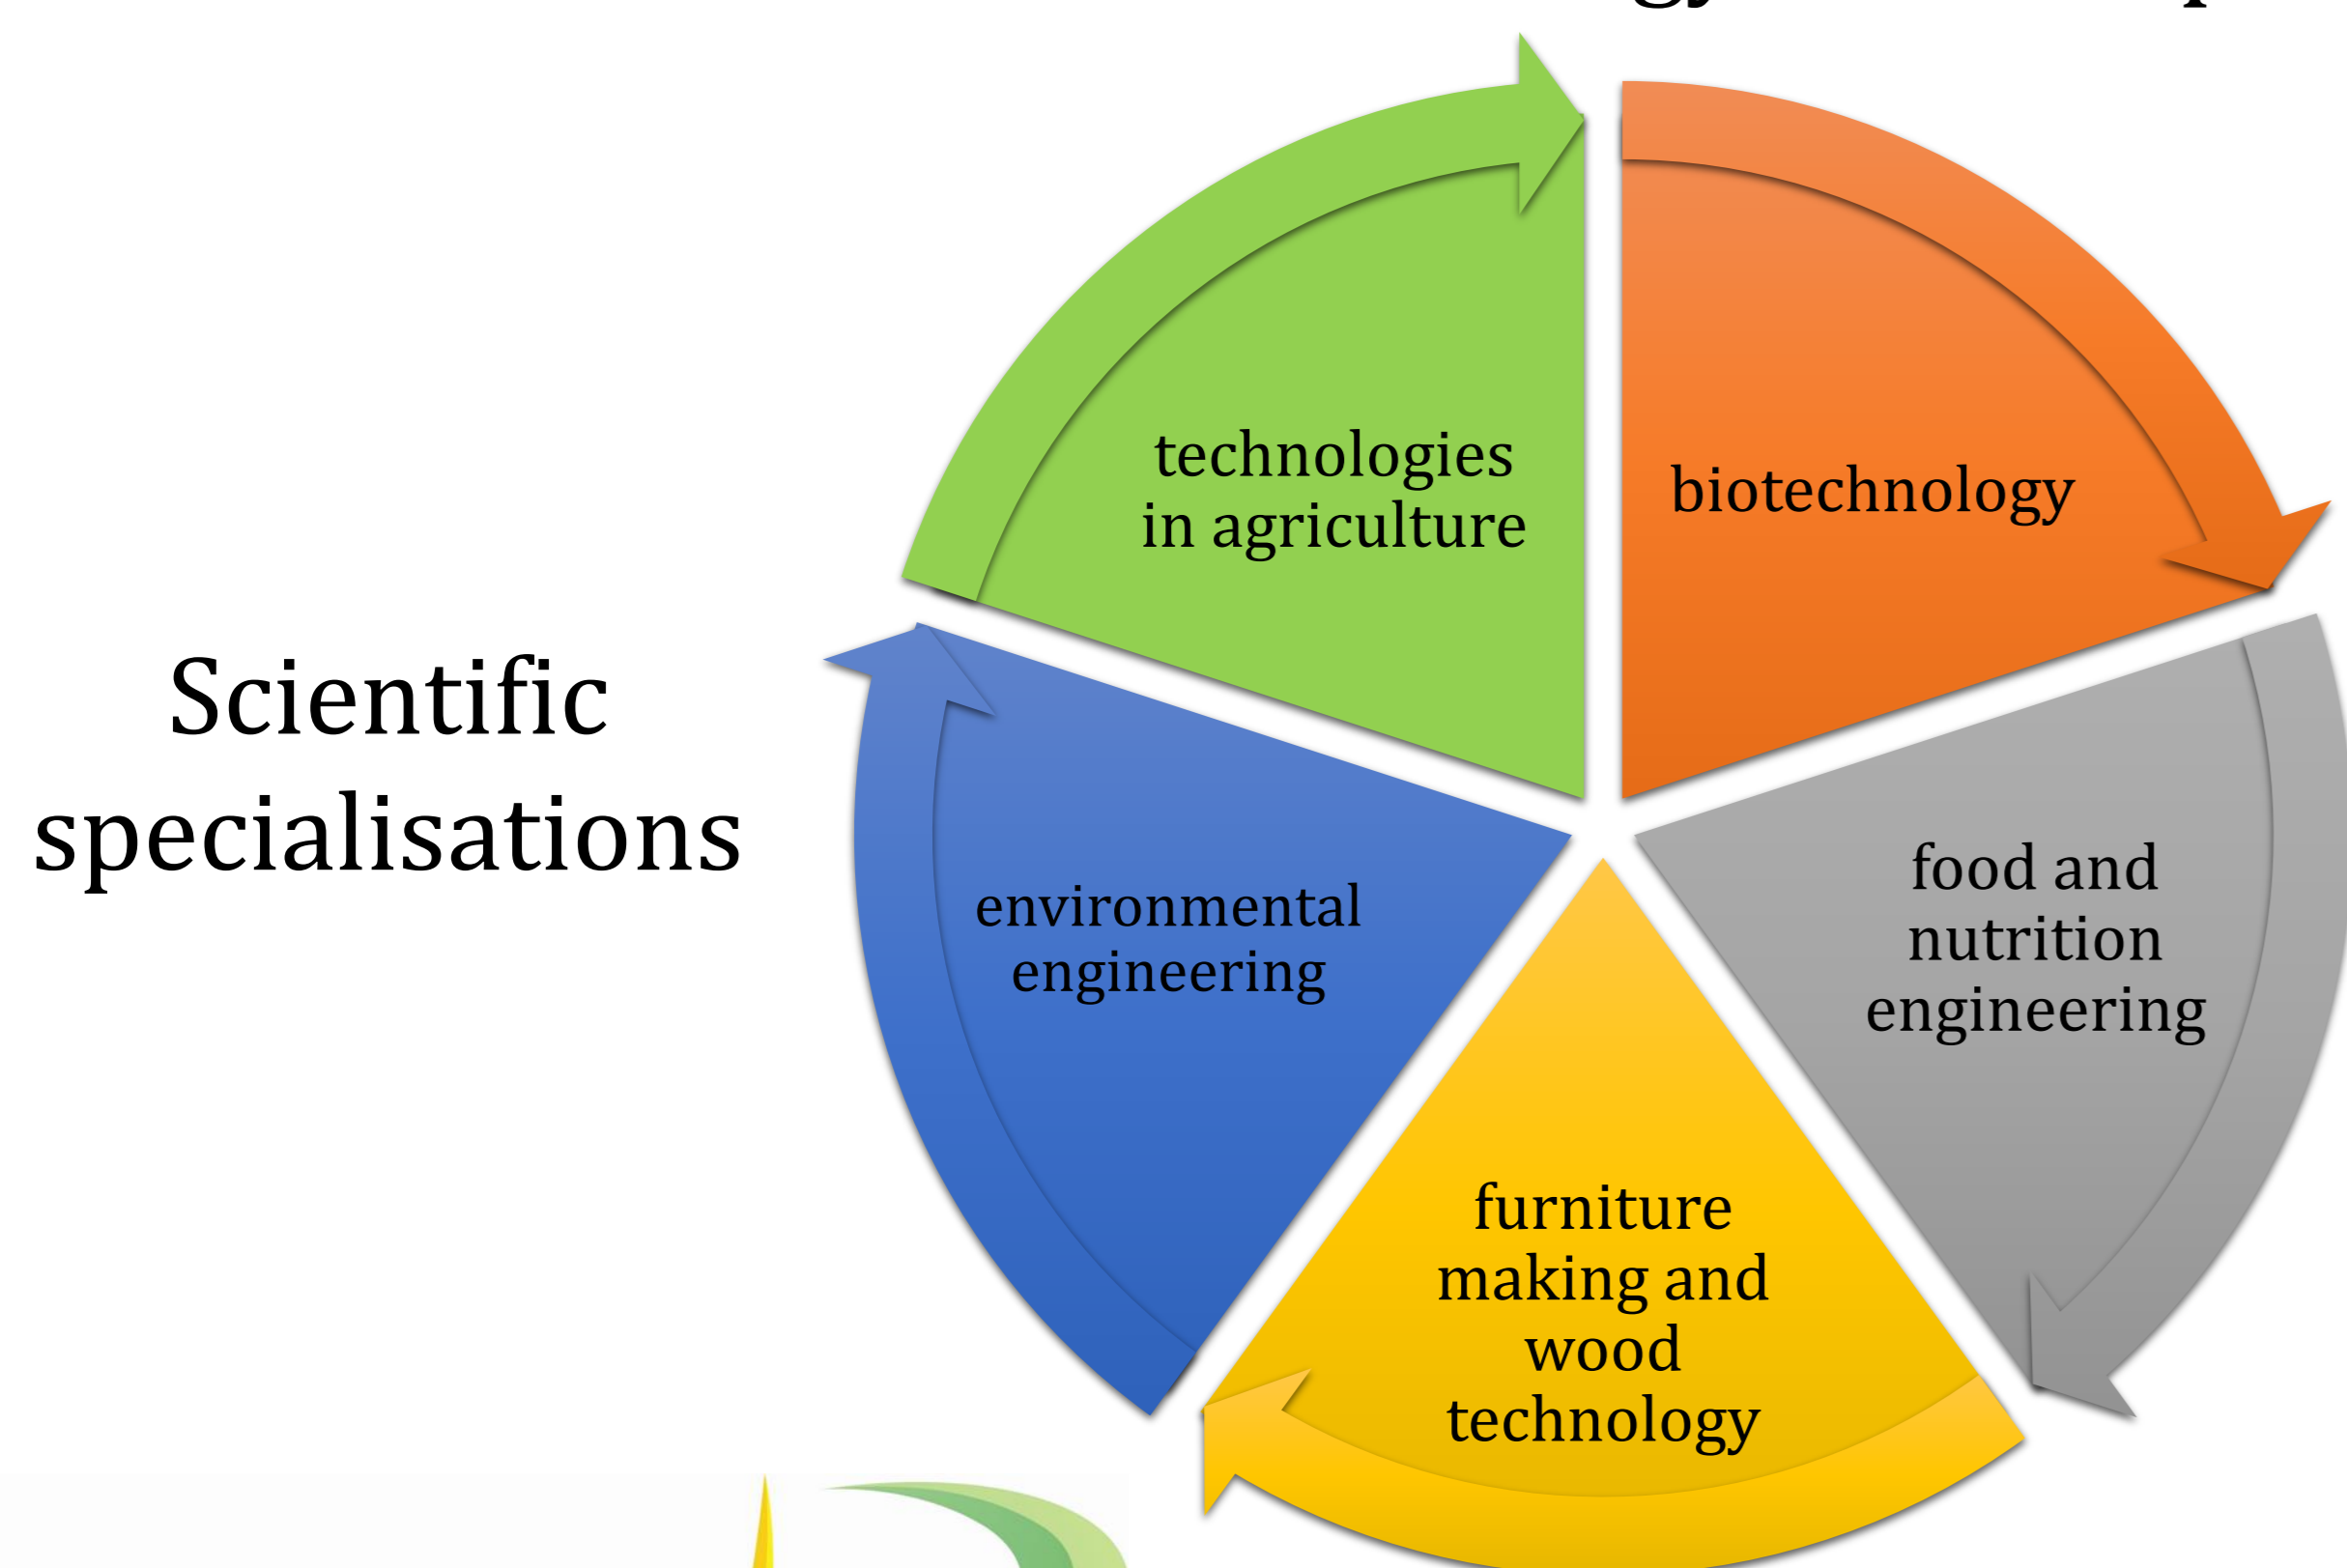 Scientific
specialisations
technologies
in agriculture
biotechnology
food and
nutrition
engineering
furniture
making and
wood
technology
environmental
engineering